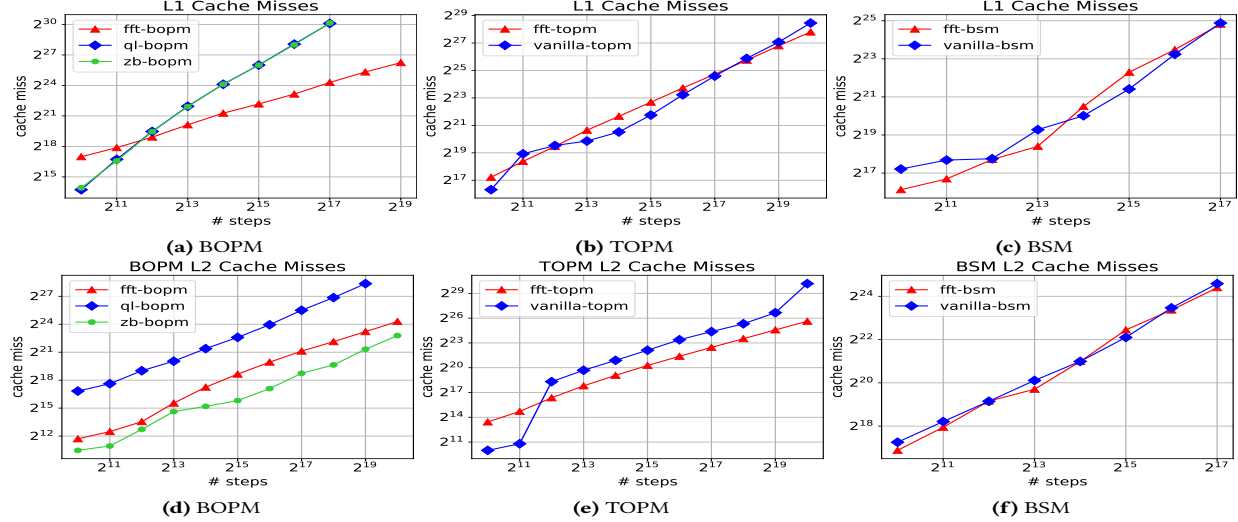 L1 Cache Misses
fft-bopm
ql-bopm
zb-bopm
cache miss
2^30
2^27
2^24
2^21
2^18
2^15
2^11 2^13 2^15 2^17 2^19
# steps
(a) BOPM
L1 Cache Misses
fft-topm
vanilla-topm
cache miss
2^29
2^27
2^25
2^23
2^21
2^19
2^17
2^11 2^13 2^15 2^17 2^19
# steps
(b) TOPM
L1 Cache Misses
fft-bsm
vanilla-bsm
cache miss
2^25
2^23
2^21
2^19
2^17
2^11 2^13 2^15 2^17
# steps
(c) BSM
BOPM L2 Cache Misses
fft-bopm
ql-bopm
zb-bopm
cache miss
2^27
2^24
2^21
2^18
2^15
2^12
2^11 2^13 2^15 2^17 2^19
# steps
(d) BOPM
TOPM L2 Cache Misses
fft-topm
vanilla-topm
cache miss
2^29
2^26
2^23
2^20
2^17
2^14
2^11
2^11 2^13 2^15 2^17 2^19
# steps
(e) TOPM
BSM L2 Cache Misses
fft-bsm
vanilla-bsm
cache miss
2^24
2^22
2^20
2^18
2^11 2^13 2^15 2^17
# steps
(f) BSM